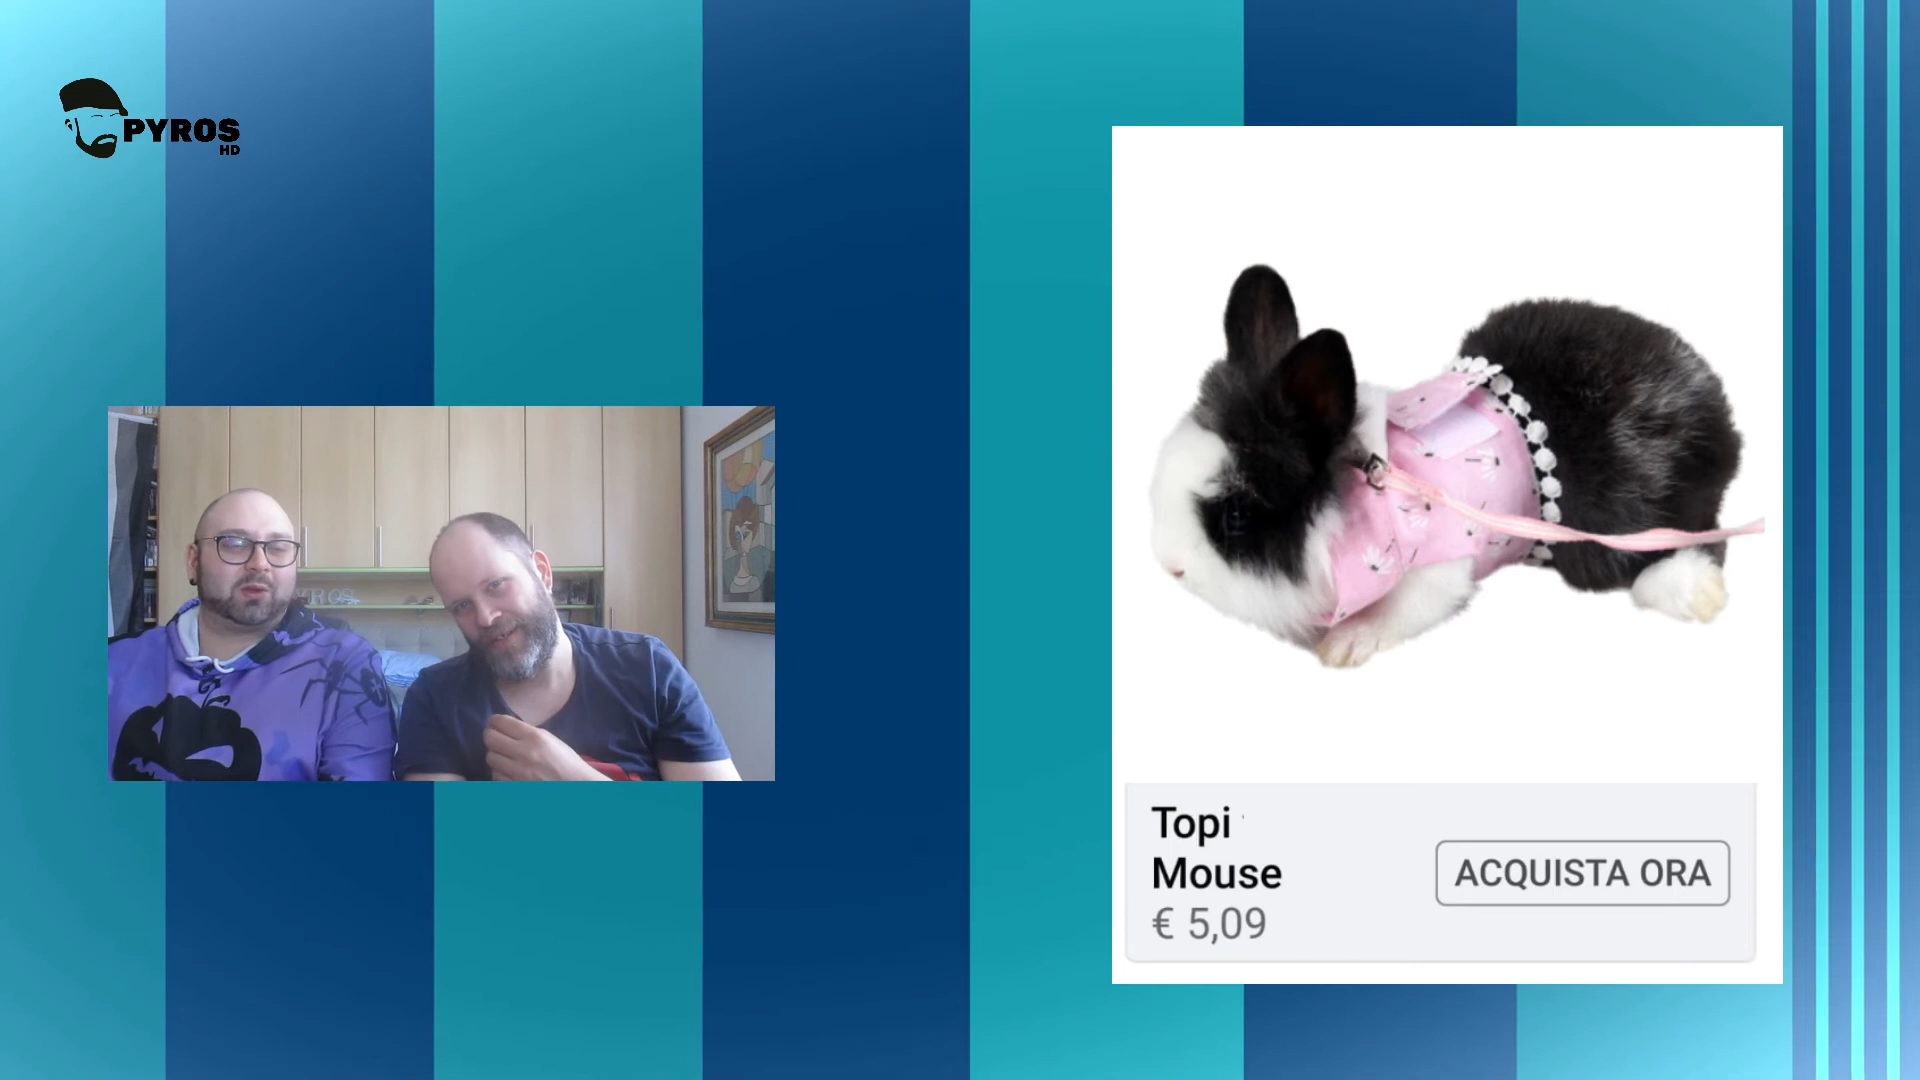 PYROS
HD
Topi
Mouse
€ 5,09
ACQUISTA ORA